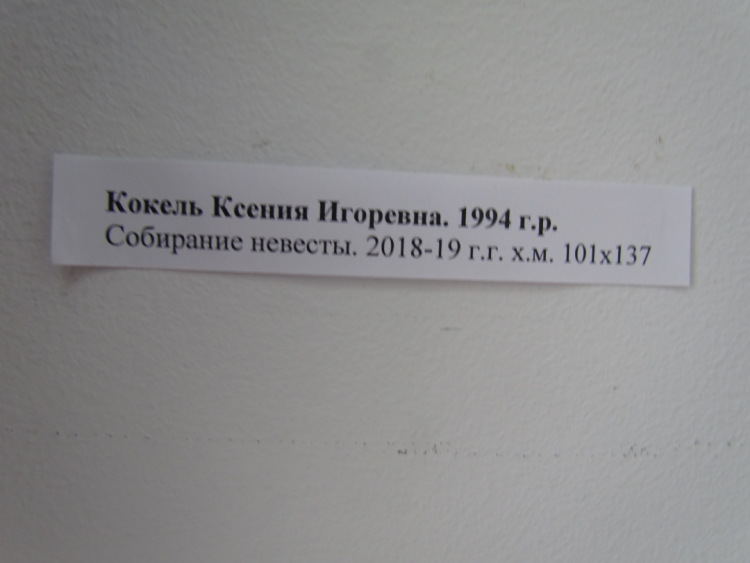 Кокель Ксения Игоревна. 1994 г.р.
Собирание невесты. 2018-19 г.г. х.м. 101х137